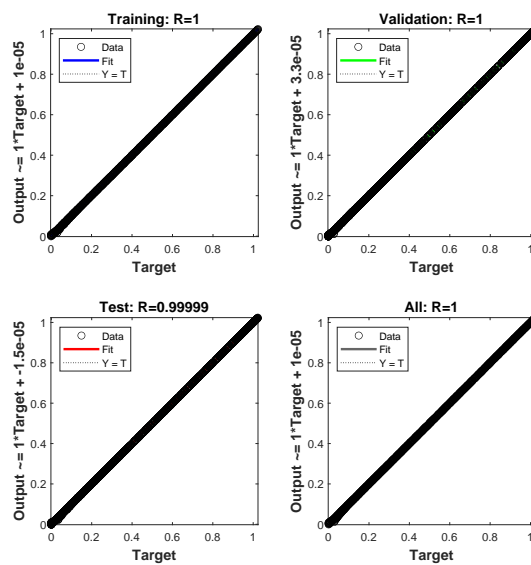 Training: R=1
Output ~= 1*Target + 1e-05
1
0.8
0.6
0.4
0.2
0
Data
Fit
Y = T
0 0.2 0.4 0.6 0.8 1
Target
Validation: R=1
Output ~= 1*Target + 3.3e-05
1
0.8
0.6
0.4
0.2
0
Data
Fit
Y = T
0 0.2 0.4 0.6 0.8 1
Target
Test: R=0.99999
Output ~= 1*Target + -1.5e-05
1
0.8
0.6
0.4
0.2
0
Data
Fit
Y = T
0 0.2 0.4 0.6 0.8 1
Target
All: R=1
Output ~= 1*Target + 1e-05
1
0.8
0.6
0.4
0.2
0
Data
Fit
Y = T
0 0.2 0.4 0.6 0.8 1
Target